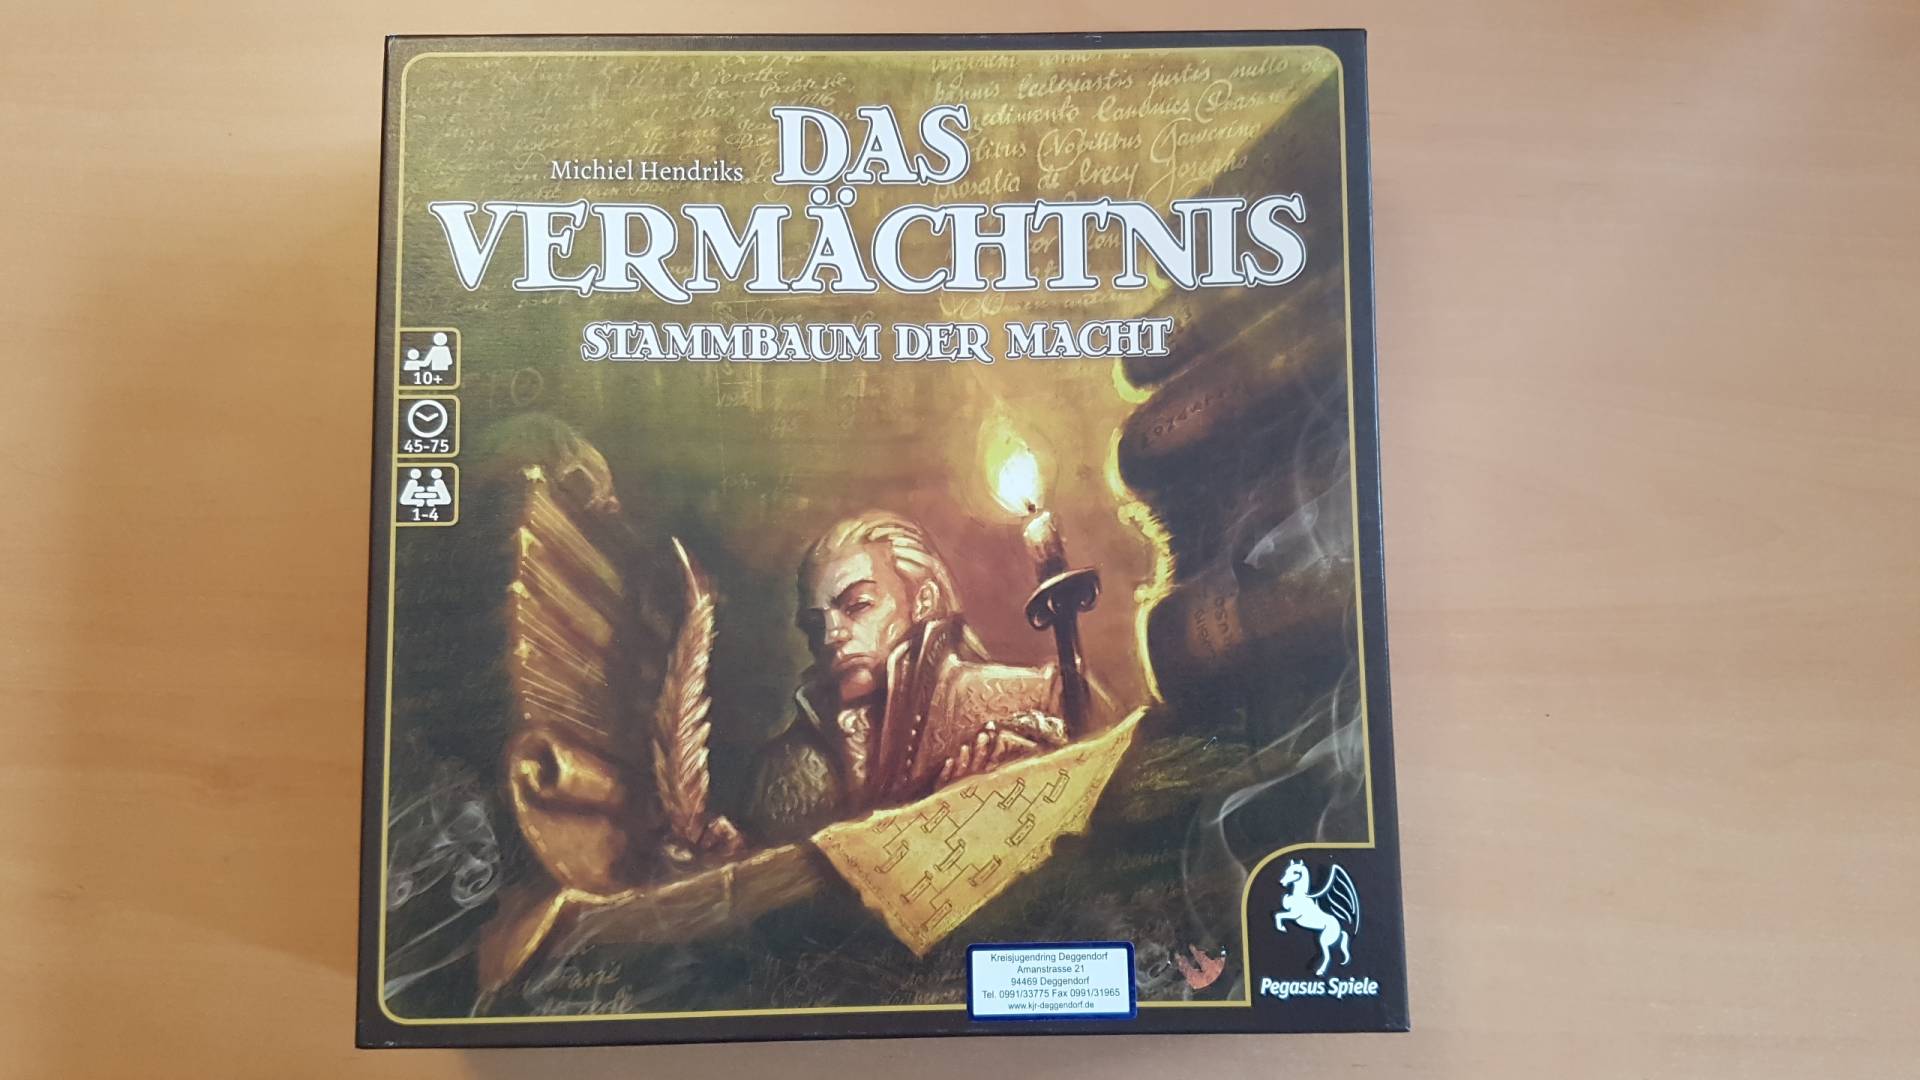 Michiel Hendriks
DAS
VERMÄCHTNIS
STAMMBAUM DER MACHT
10+
45-75
1-4
Kreisjugendring Deggendorf
Amanstrasse 21
94469 Deggendorf
Tel. 0991/33775 Fax 0991/31965
www.kjr-deggendorf.de
Pegasus Spiele